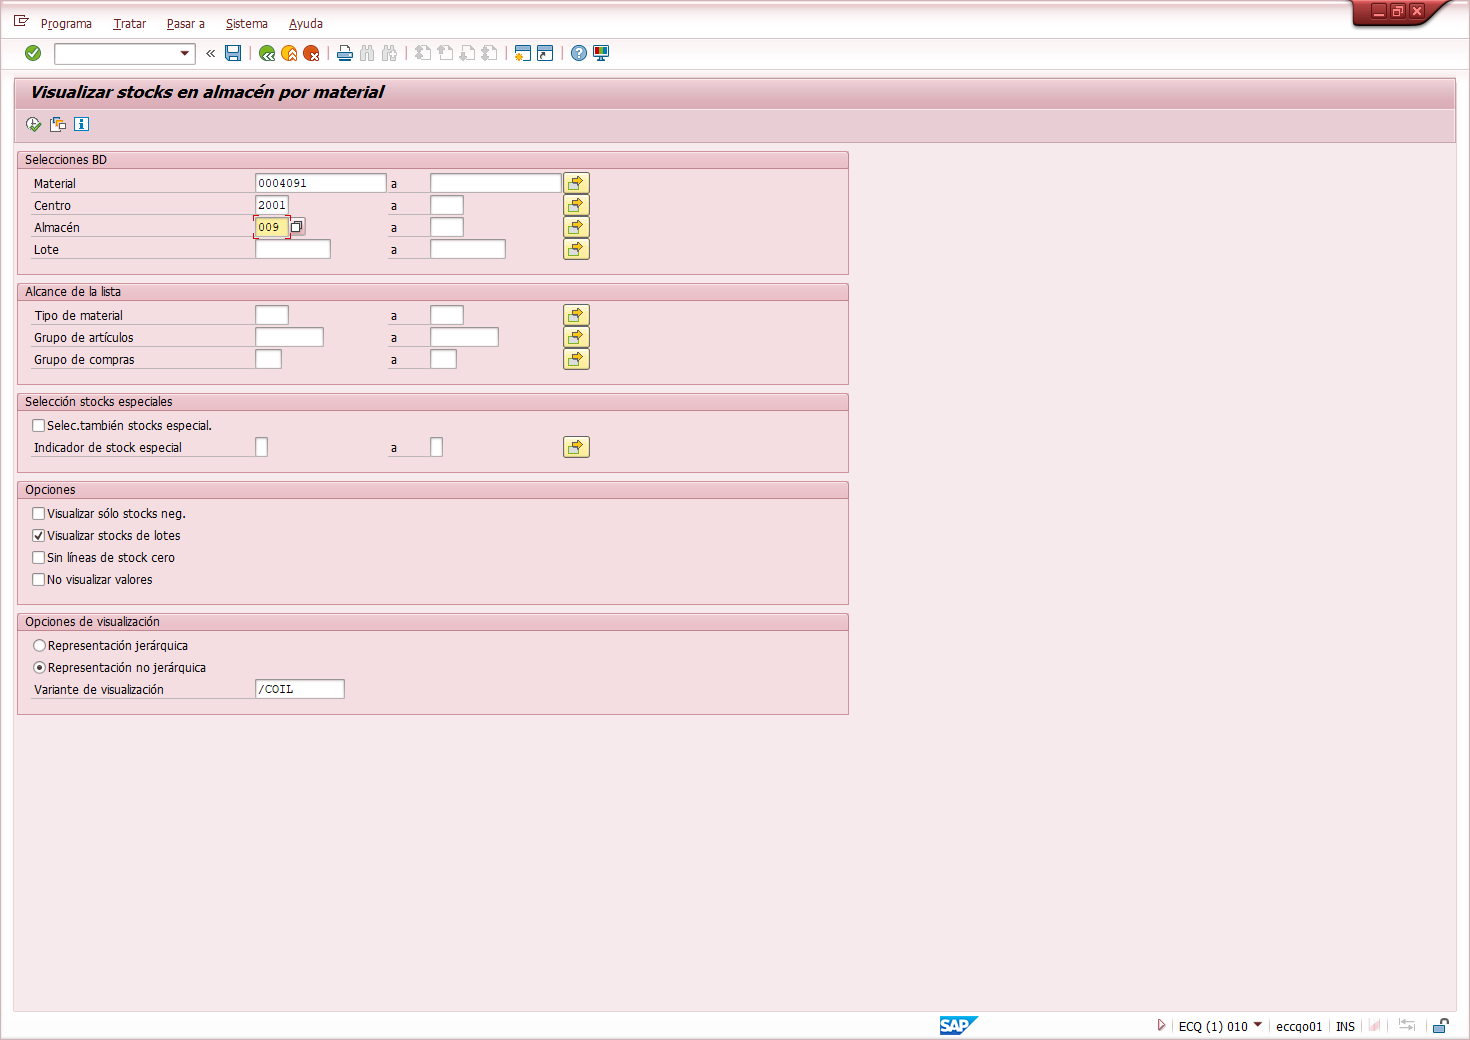 Programa Tratar Pasar a Sistema Ayuda
Visualizar stocks en almacén por material
Selecciones BD
Material 0004091 a
Centro 2001 a
Almacén 009 a
Lote a
Alcance de la lista
Tipo de material a
Grupo de artículos a
Grupo de compras a
Selección stocks especiales
Selec.también stocks especial.
Indicador de stock especial a
Opciones
Visualizar sólo stocks neg.
Visualizar stocks de lotes
Sin líneas de stock cero
No visualizar valores
Opciones de visualización
Representación jerárquica
Representación no jerárquica
Variante de visualización /COIL
SAP ECQ (1) 010 eccqo01 INS